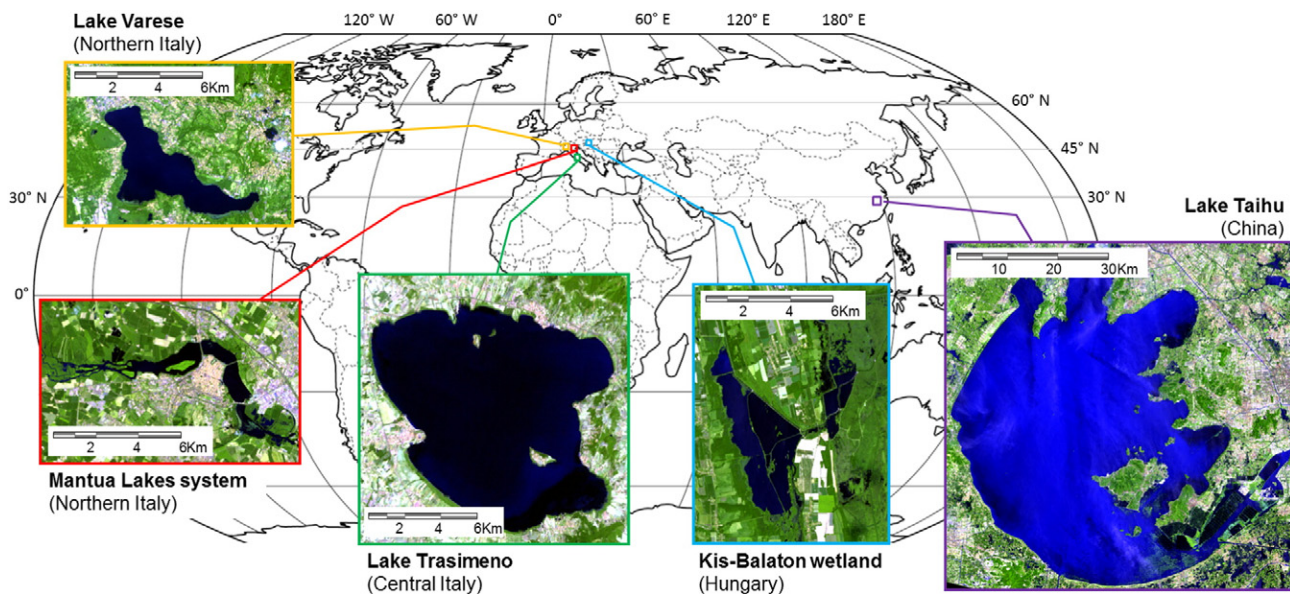 Lake Varese
(Northern Italy)
120° W 60° W 0° 60° E 120° E 180° E
2 4 6Km
60° N
45° N
30° N
30° N
0°
Lake Taihu
(China)
10 20 30Km
2 4 6Km
Mantua Lakes system
(Northern Italy)
2 4 6Km
Lake Trasimeno
(Central Italy)
2 4 6Km
Kis-Balaton wetland
(Hungary)